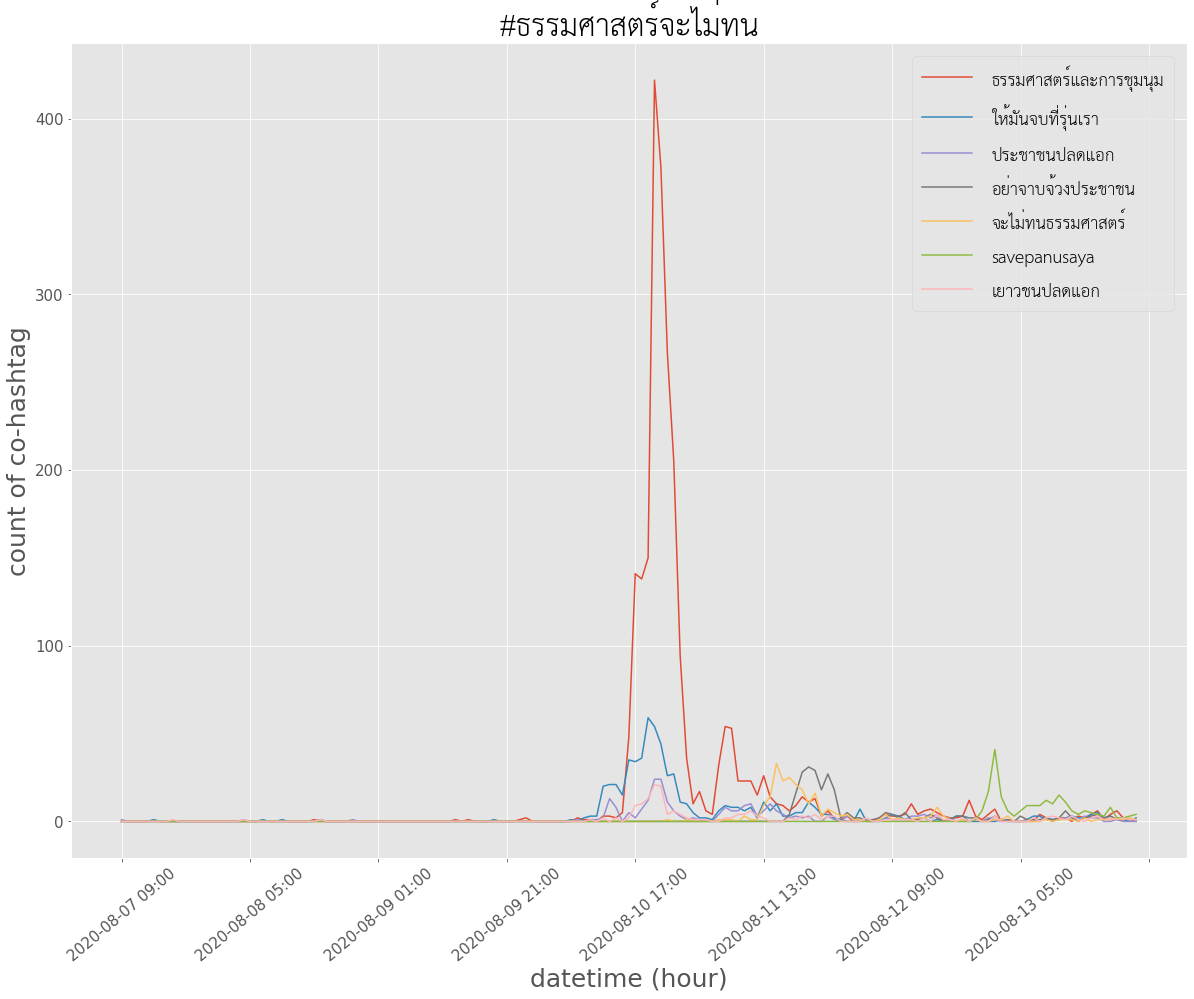 #ธรรมศาสตร์จะไม่ทน
400
300
200
100
0
count of co-hashtag
ธรรมศาสตร์และการชุมนุม
ให้มันจบที่รุ่นเรา
ประชาชนปลดแอก
อย่าจาบจ้วงประชาชน
จะไม่ทนธรรมศาสตร์
savepanusaya
เยาวชนปลดแอก
2020-08-07 09:00
2020-08-08 05:00
2020-08-09 01:00
2020-08-09 21:00
2020-08-10 17:00
2020-08-11 13:00
2020-08-12 09:00
2020-08-13 05:00
datetime (hour)